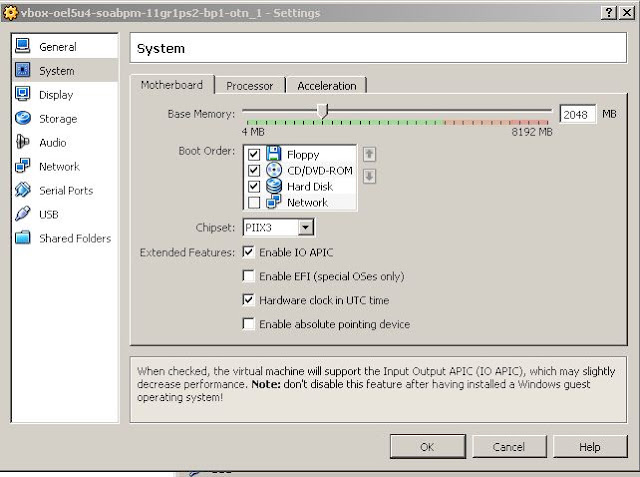 vbox-oel5u4-soabpm-11gr1ps2-bp1-otn_1 - Settings
General
System
Display
Storage
Audio
Network
Serial Ports
USB
Shared Folders
System
Motherboard Processor Acceleration
Base Memory: 2048 MB
4 MB 8192 MB
Boot Order: Floppy
CD/DVD-ROM
Hard Disk
Network
Chipset: PIIX3
Extended Features: Enable IO APIC
Enable EFI (special OSes only)
Hardware clock in UTC time
Enable absolute pointing device
When checked, the virtual machine will support the Input Output APIC (IO APIC), which may slightly
decrease performance. Note: don't disable this feature after having installed a Windows guest
operating system!
OK Cancel Help